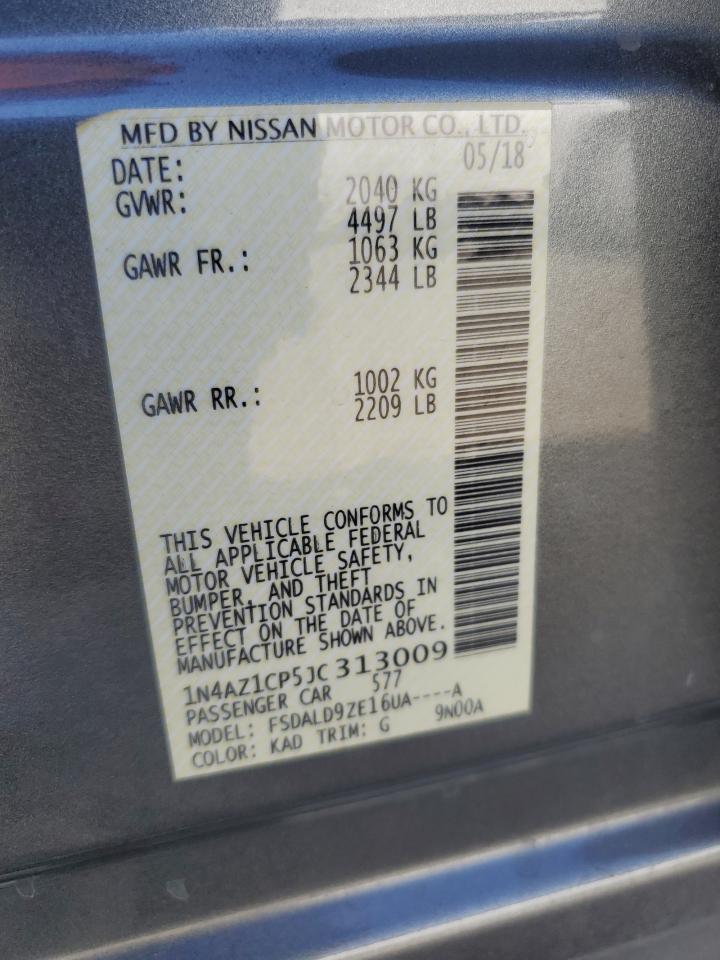 MFD BY NISSAN MOTOR CO., LTD.
DATE: 05/18
GVWR: 2040 KG
4497 LB
GAWR FR.: 1063 KG
2344 LB
GAWR RR.: 1002 KG
2209 LB
THIS VEHICLE CONFORMS TO
ALL APPLICABLE FEDERAL
MOTOR VEHICLE SAFETY,
BUMPER, AND THEFT
PREVENTION STANDARDS IN
EFFECT ON THE DATE OF
MANUFACTURE SHOWN ABOVE.
1N4AZ1CP5JC313009
PASSENGER CAR 577
MODEL: FSDALD9ZE16UA----A
COLOR: KAD TRIM: G 9N00A